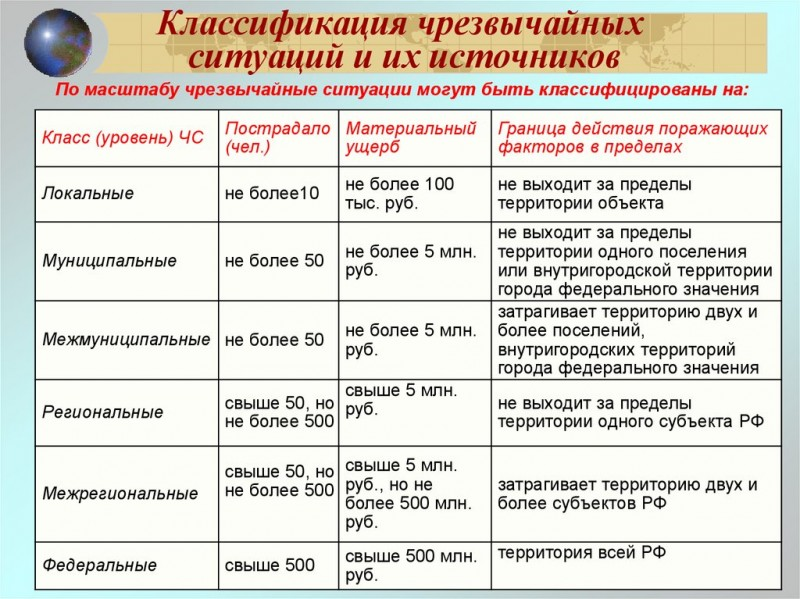 Классификация чрезвычайных
ситуаций и их источников
По масштабу чрезвычайные ситуации могут быть классифицированы на:
Класс (уровень) ЧС
Пострадало
(чел.)
Материальный
ущерб
Граница действия поражающих
факторов в пределах
Локальные
не более10
не более 100
тыс. руб.
не выходит за пределы
территории объекта
Муниципальные
не более 50
не более 5 млн.
руб.
не выходит за пределы
территории одного поселения
или внутригородской территории
города федерального значения
Межмуниципальные
не более 50
не более 5 млн.
руб.
затрагивает территорию двух и
более поселений,
внутригородских территорий
города федерального значения
Региональные
свыше 50, но
не более 500
свыше 5 млн.
руб.
не выходит за пределы
территории одного субъекта РФ
Межрегиональные
свыше 50, но
не более 500
свыше 5 млн.
руб., но не
более 500 млн.
руб.
затрагивает территорию двух и
более субъектов РФ
Федеральные
свыше 500
свыше 500 млн.
руб.
территория всей РФ